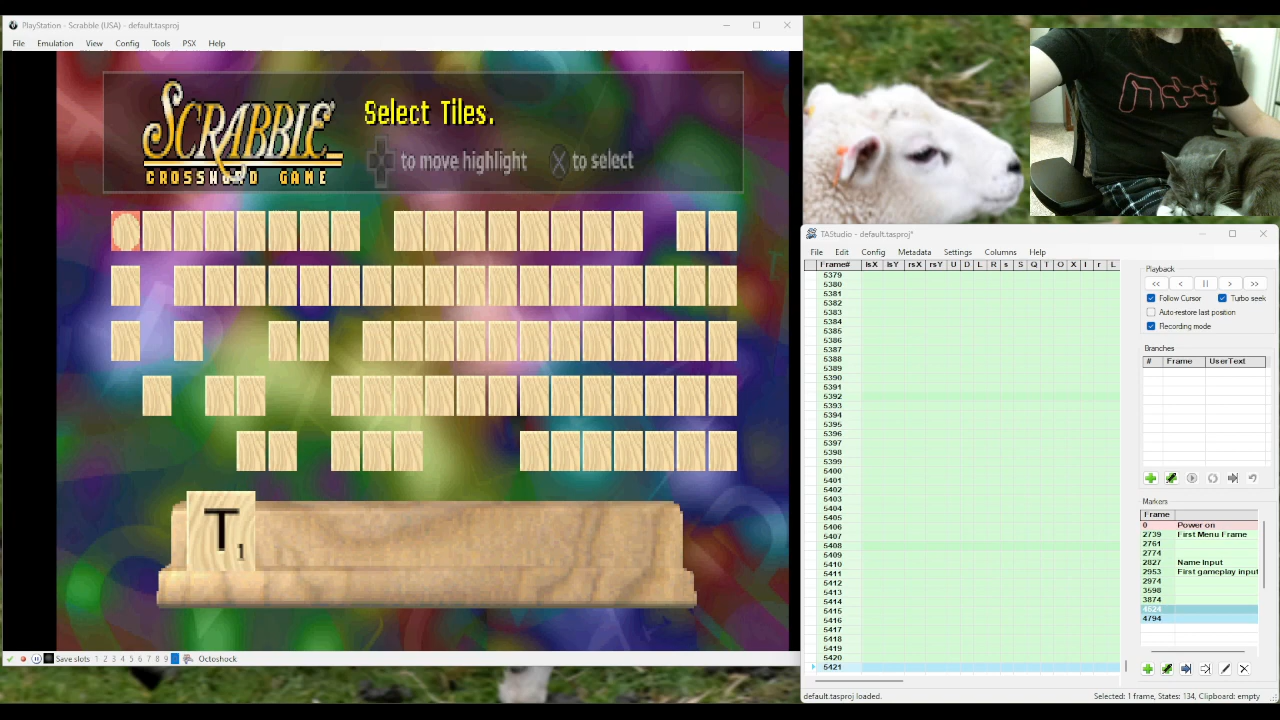 PlayStation - Scrabble (USA) - default.tasproj
File Emulation View Config Tools PSX Help
SCRABBLE
CROSSWORD GAME
Select Tiles.
to move highlight X to select
T 1
Save slots 1 2 3 4 5 6 7 8 9 Octoshock
TAStudio - default.tasproj*
File Edit Config Metadata Settings Columns Help
Frame# lsX lsY rsX rsY U D L R s S Q T O X l r L
5379
5380
5381
5382
5383
5384
5385
5386
5387
5388
5389
5390
5391
5392
5393
5394
5395
5396
5397
5398
5399
5400
5401
5402
5403
5404
5405
5406
5407
5408
5409
5410
5411
5412
5413
5414
5415
5416
5417
5418
5419
5420
5421
Playback
<< < || > >>
Follow Cursor Turbo seek
Auto-restore last position
Recording mode
Branches
# Frame UserText
Markers
Frame
0 Power on
2739 First Menu Frame
2761
2774
2827 Name Input
2953 First gameplay input
2974
3598
3874
4524
4794
default.tasproj loaded.
Selected: 1 frame, States: 134, Clipboard: empty